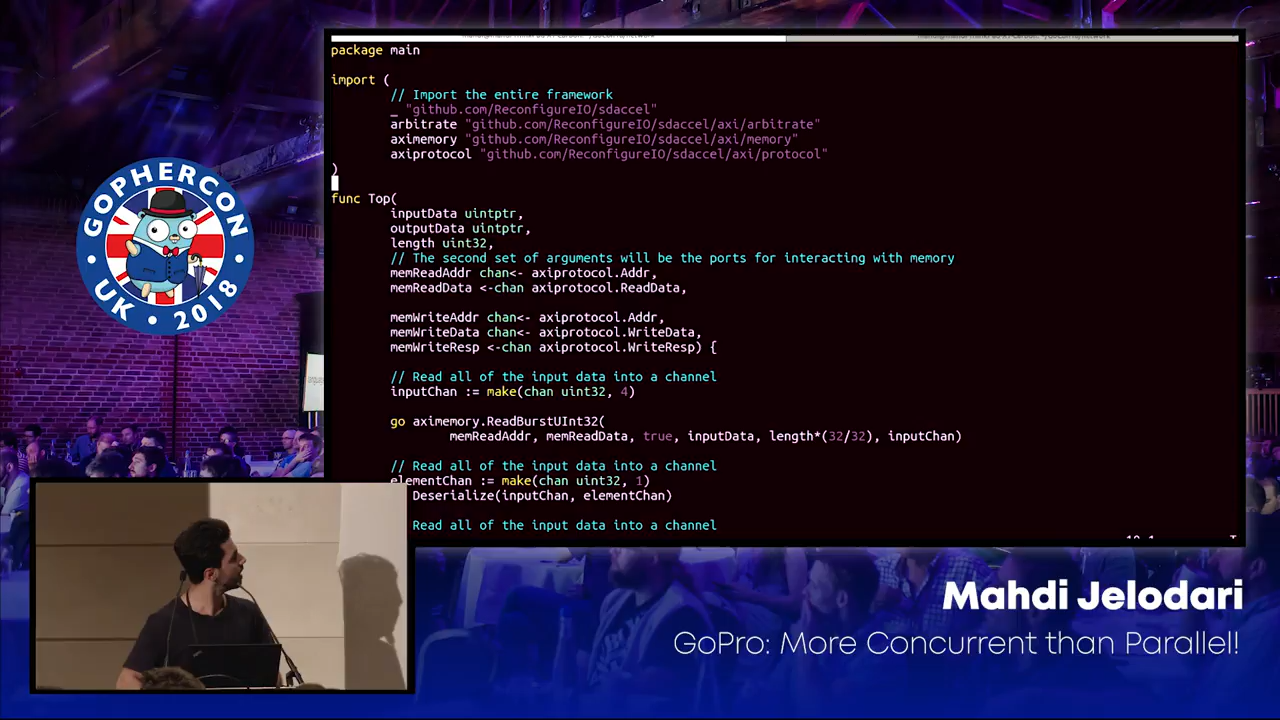 package main
import (
// Import the entire framework
_ "github.com/ReconfigureIO/sdaccel"
arbitrate "github.com/ReconfigureIO/sdaccel/axi/arbitrate"
aximemory "github.com/ReconfigureIO/sdaccel/axi/memory"
axiprotocol "github.com/ReconfigureIO/sdaccel/axi/protocol"
)
func Top(
inputData uintptr,
outputData uintptr,
length uint32,
// The second set of arguments will be the ports for interacting with memory
memReadAddr chan<- axiprotocol.Addr,
memReadData <-chan axiprotocol.ReadData,
memWriteAddr chan<- axiprotocol.Addr,
memWriteData chan<- axiprotocol.WriteData,
memWriteResp <-chan axiprotocol.WriteResp) {
// Read all of the input data into a channel
inputChan := make(chan uint32, 4)
go aximemory.ReadBurstUInt32(
memReadAddr, memReadData, true, inputData, length*(32/32), inputChan)
// Read all of the input data into a channel
elementChan := make(chan uint32, 1)
Deserialize(inputChan, elementChan)
Read all of the input data into a channel
GOPHERCON
UK • 2018
Mahdi Jelodari
GoPro: More Concurrent than Parallel!